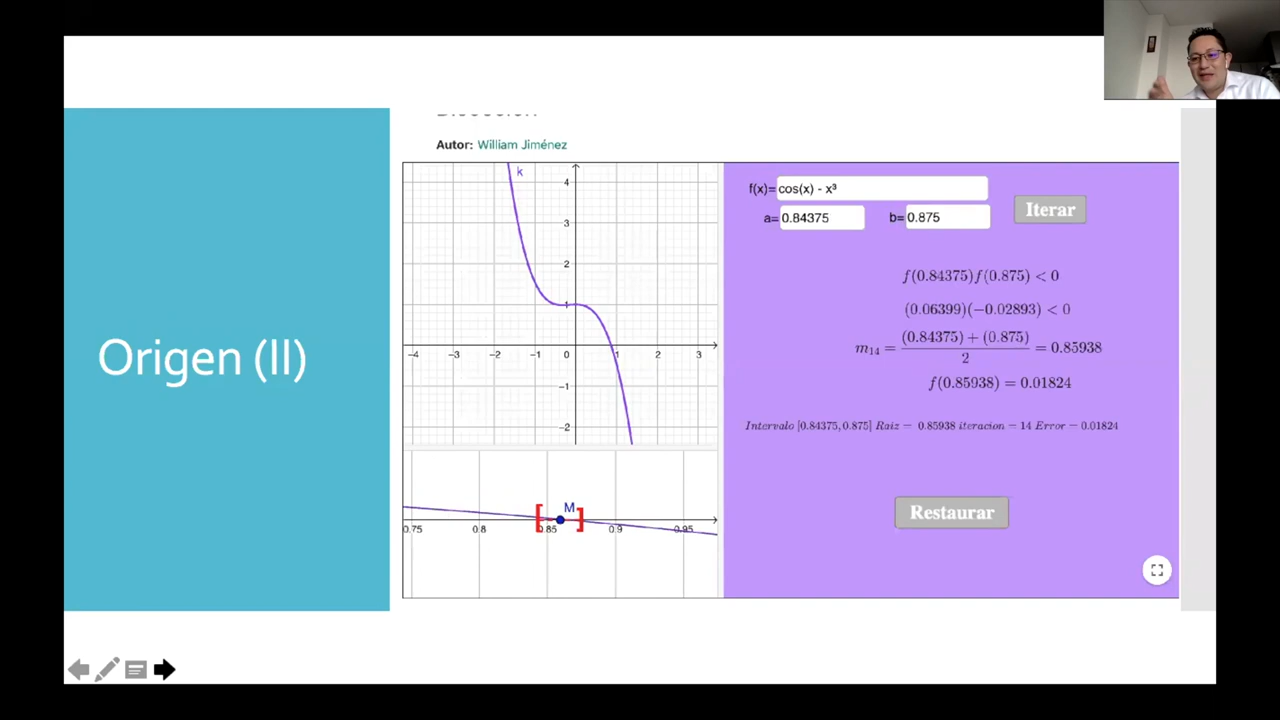 Origen (II)
Autor: William Jiménez
k
4
3
2
1
−4 −3 −2 −1 0 1 2 3
−1
−2
M
0.75 0.8 0.85 0.9 0.95
f(x)= cos(x) - x³
a= 0.84375 b= 0.875
Iterar
f(0.84375)f(0.875) < 0
(0.06399)(−0.02893) < 0
m₁₄ = (0.84375) + (0.875) / 2 = 0.85938
f(0.85938) = 0.01824
Intervalo [0.84375, 0.875] Raiz = 0.85938 iteracion = 14 Error = 0.01824
Restaurar